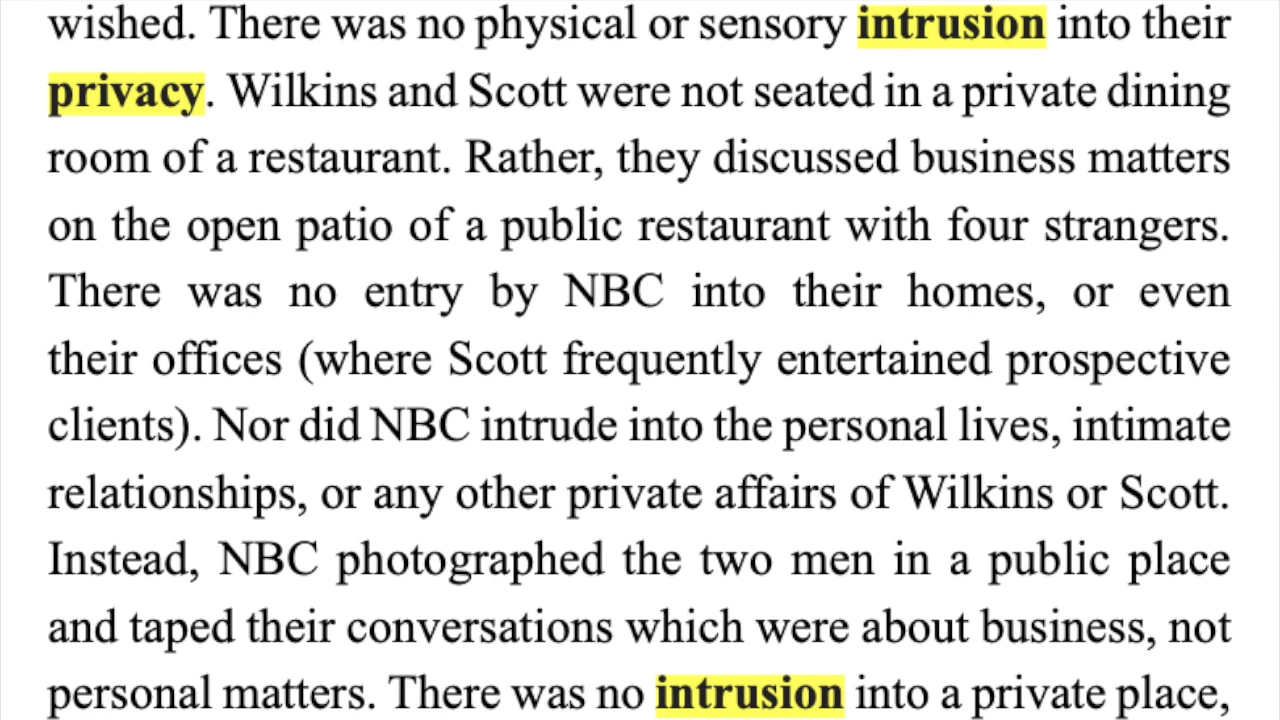 wished. There was no physical or sensory intrusion into their
privacy. Wilkins and Scott were not seated in a private dining
room of a restaurant. Rather, they discussed business matters
on the open patio of a public restaurant with four strangers.
There was no entry by NBC into their homes, or even
their offices (where Scott frequently entertained prospective
clients). Nor did NBC intrude into the personal lives, intimate
relationships, or any other private affairs of Wilkins or Scott.
Instead, NBC photographed the two men in a public place
and taped their conversations which were about business, not
personal matters. There was no intrusion into a private place,